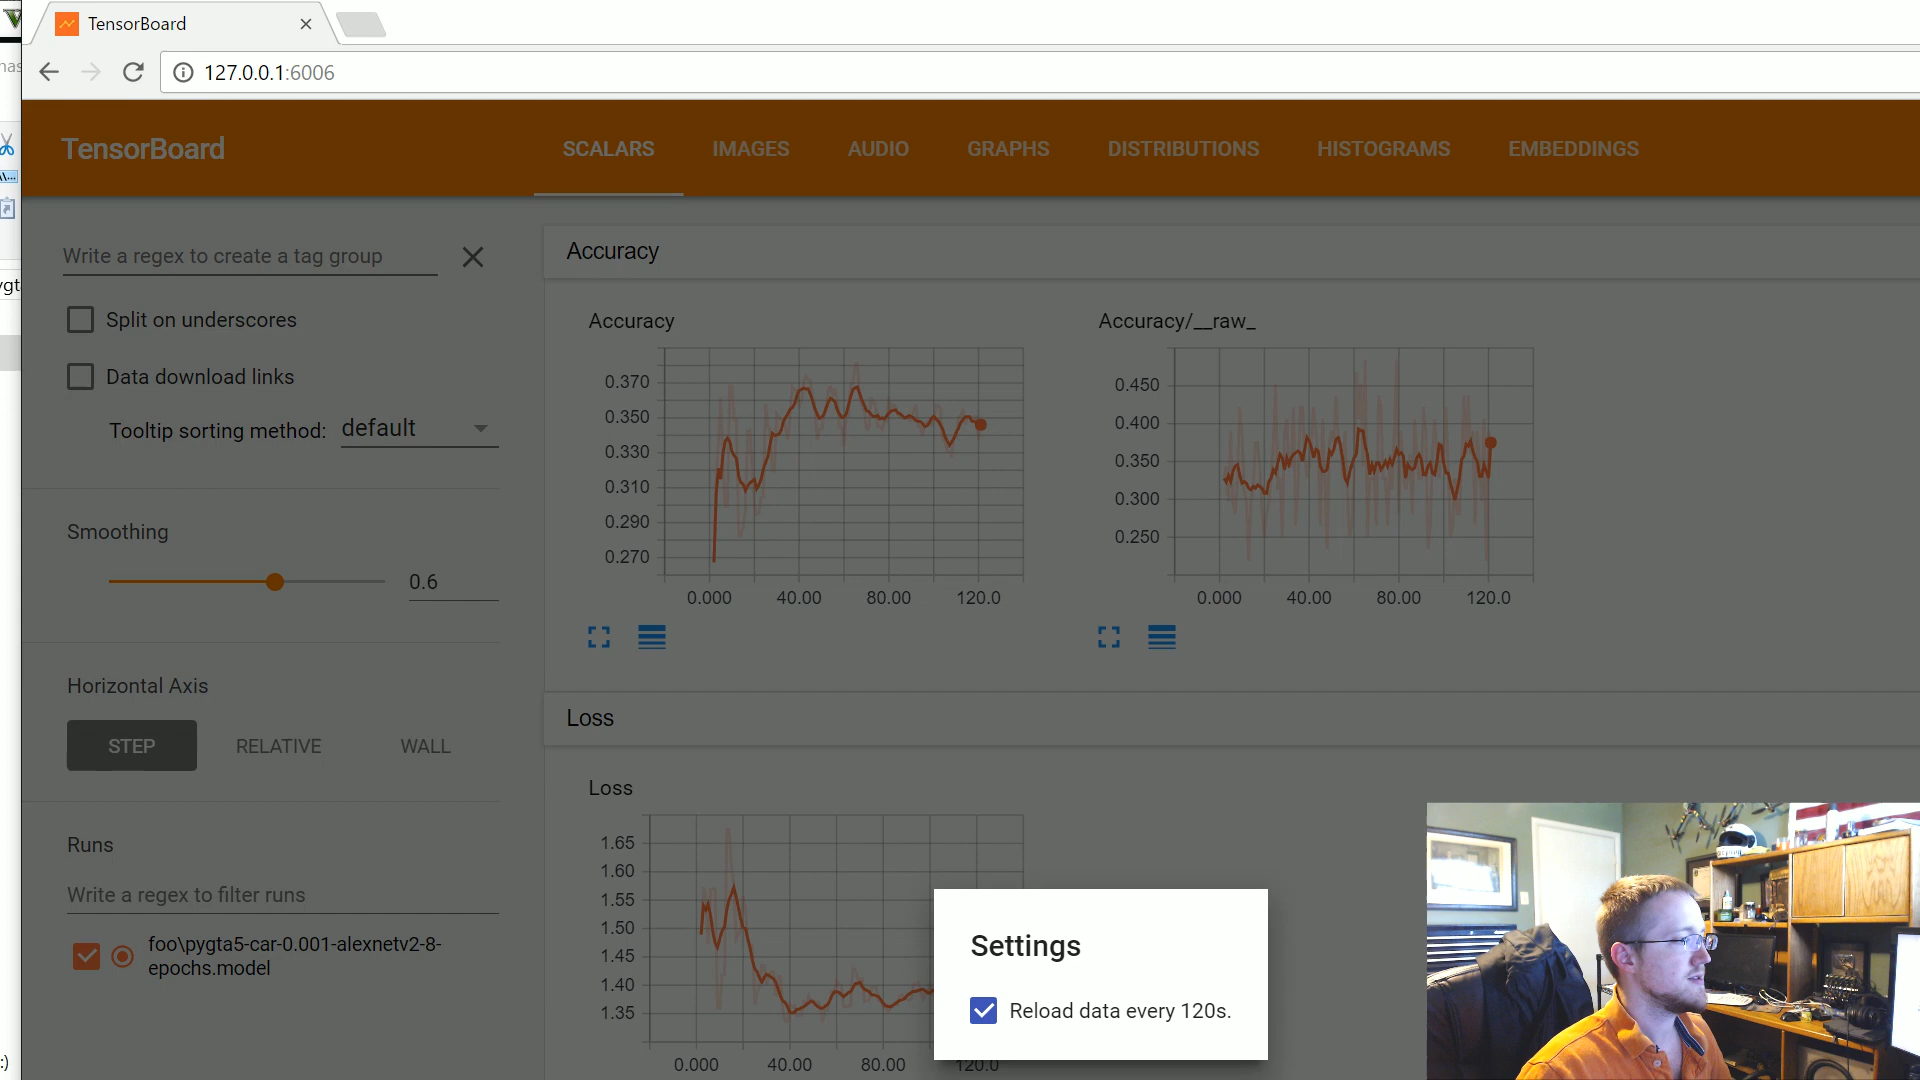 TensorBoard
127.0.0.1:6006
TensorBoard
SCALARS
IMAGES
AUDIO
GRAPHS
DISTRIBUTIONS
HISTOGRAMS
EMBEDDINGS
Write a regex to create a tag group
Split on underscores
Data download links
Tooltip sorting method: default
Smoothing
0.6
Horizontal Axis
STEP
RELATIVE
WALL
Runs
Write a regex to filter runs
foo\pygta5-car-0.001-alexnetv2-8-
epochs.model
Accuracy
Accuracy
0.370
0.350
0.330
0.310
0.290
0.270
0.000 40.00 80.00 120.0
Accuracy/__raw_
0.450
0.400
0.350
0.300
0.250
0.000 40.00 80.00 120.0
Loss
Loss
1.65
1.60
1.55
1.50
1.45
1.40
1.35
0.000 40.00 80.00 120.0
Settings
Reload data every 120s.
:)